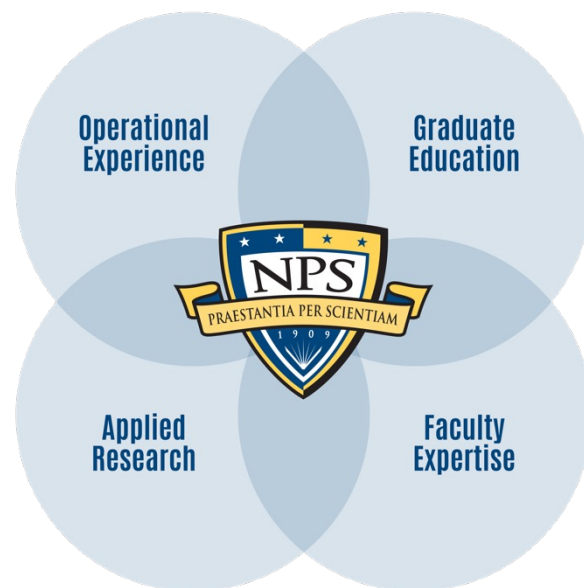 Operational
Experience
Graduate
Education
NPS
PRAESTANTIA PER SCIENTIAM
1909
Applied
Research
Faculty
Expertise